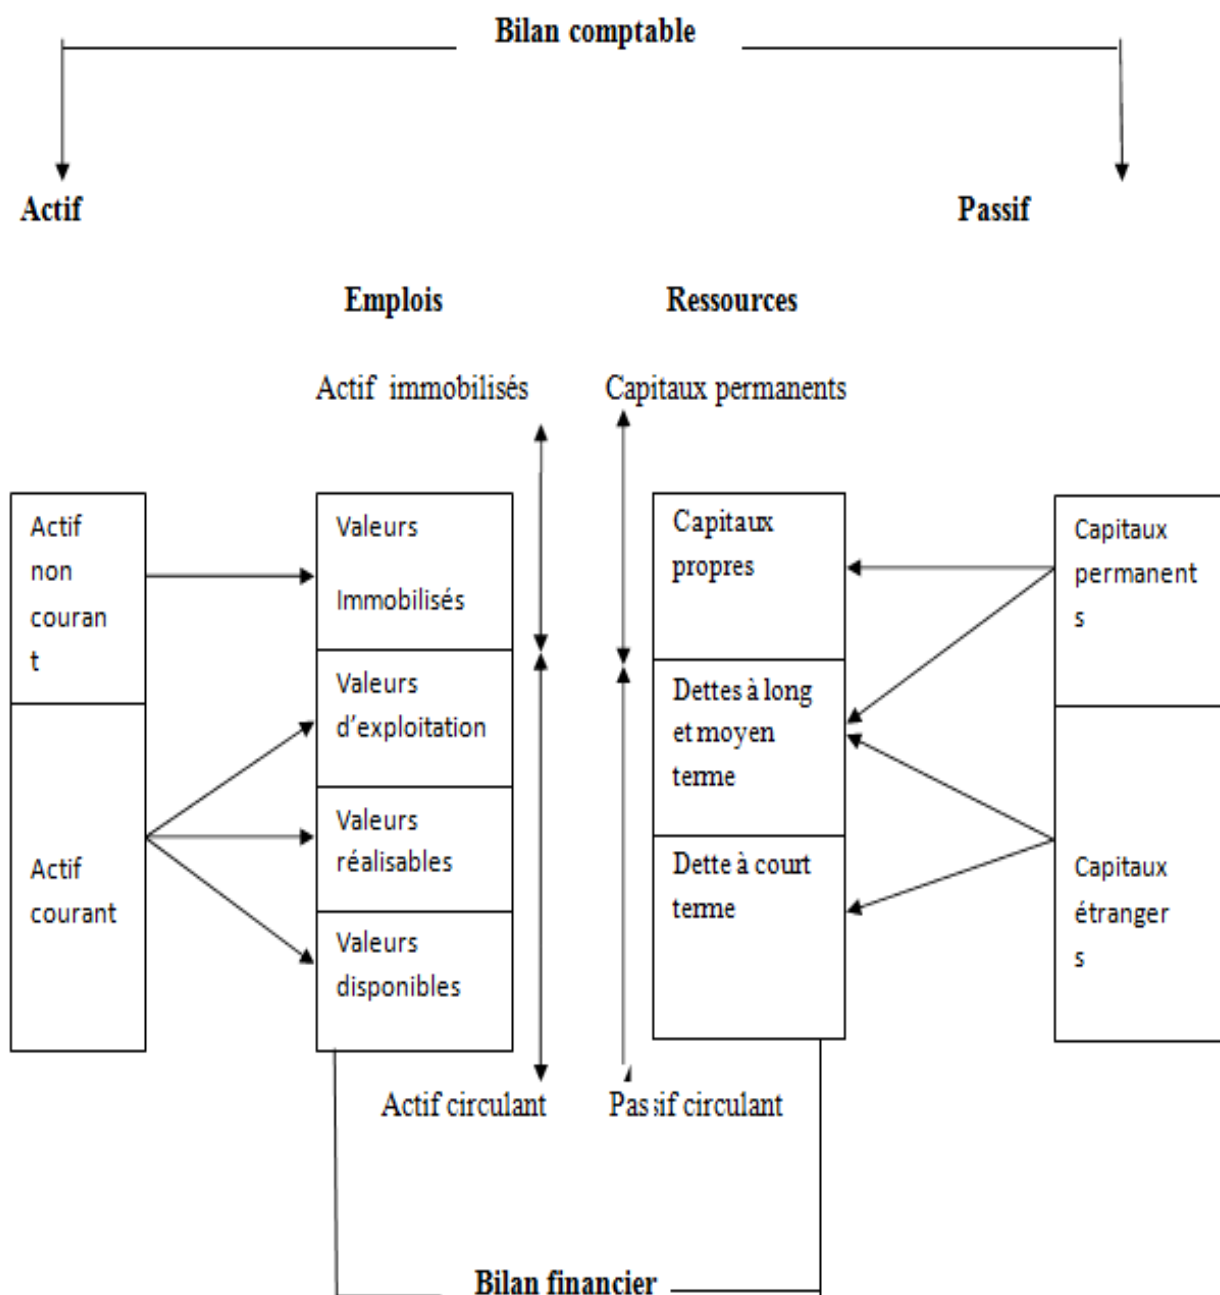 Bilan comptable
Actif
Passif
Emplois
Ressources
Actif immobilisés
Capitaux permanents
Actif
non
couran
t
Actif
courant
Valeurs
Immobilisés
Valeurs
d’exploitation
Valeurs
réalisables
Valeurs
disponibles
Capitaux
propres
Dettes à long
et moyen
terme
Dette à court
terme
Capitaux
permanent
s
Capitaux
étranger
s
Actif circulant
Passif circulant
Bilan financier